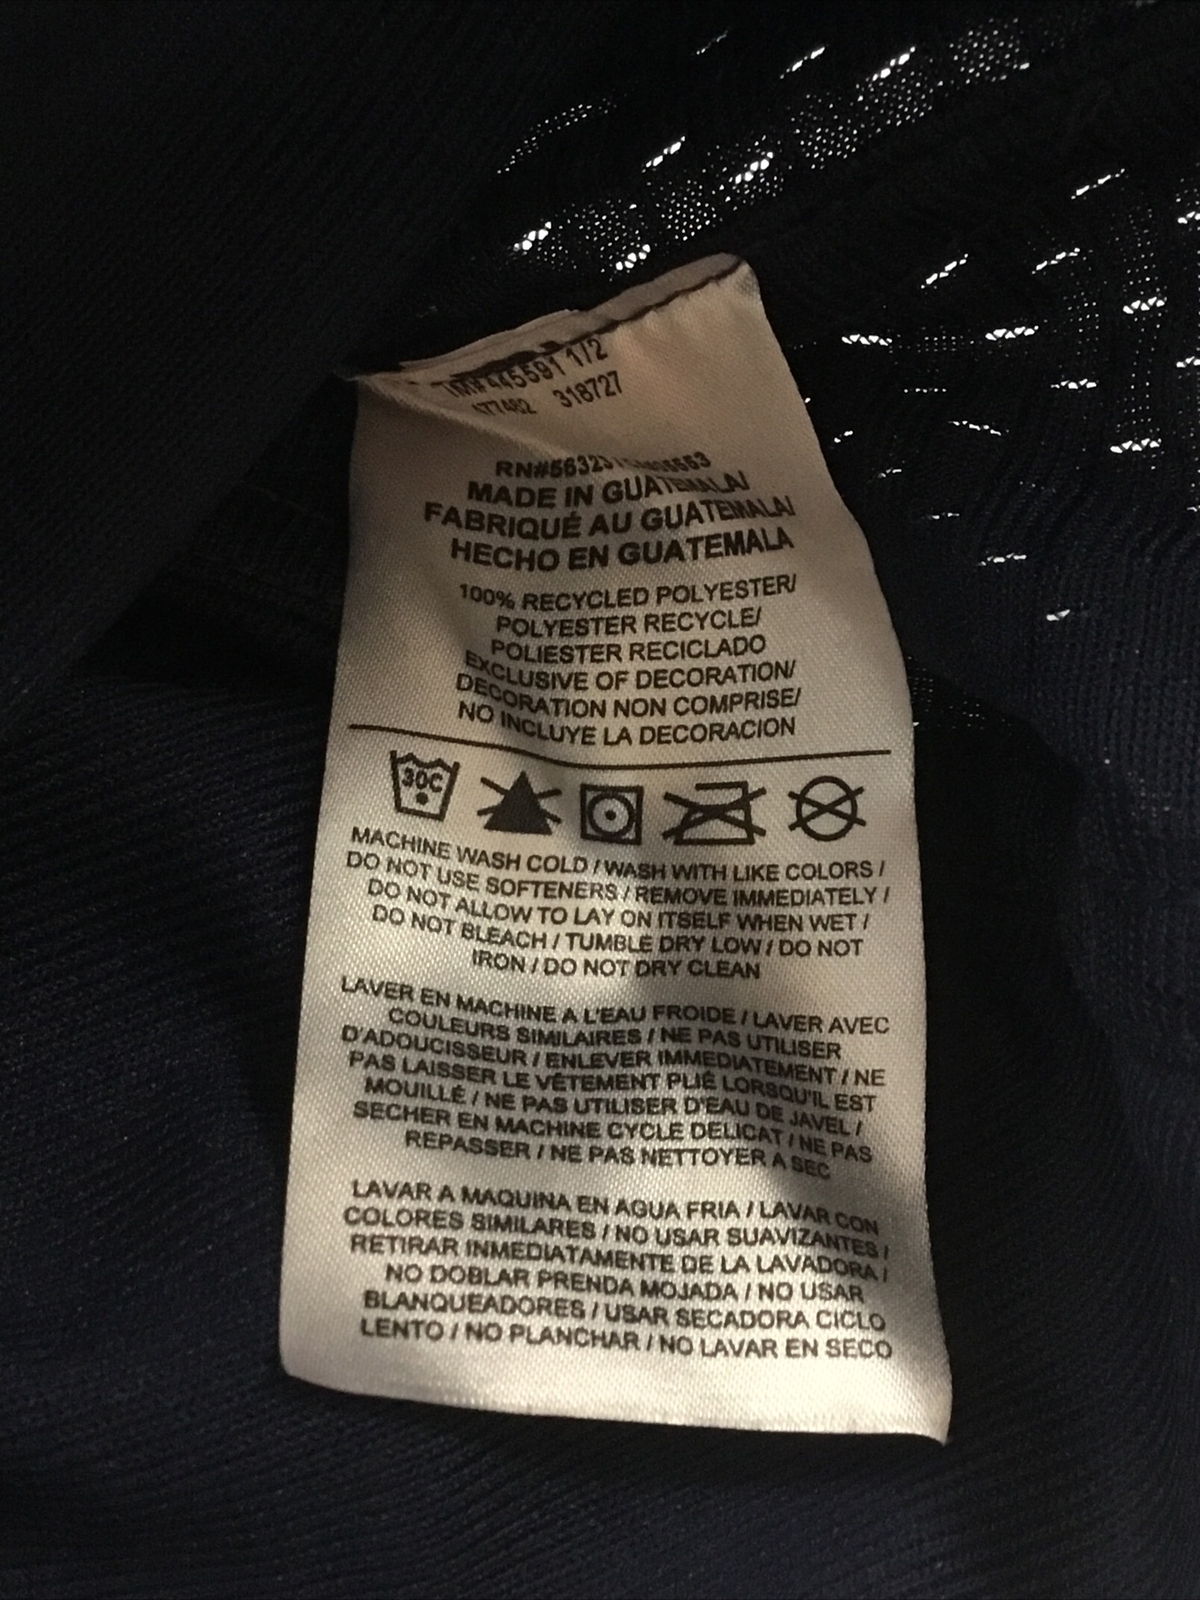 445591 1/2
318727
MADE IN GUATEMALA/
FABRIQUÉ AU GUATEMALA/
HECHO EN GUATEMALA
100% RECYCLED POLYESTER/
POLYESTER RECYCLE/
POLIESTER RECICLADO
EXCLUSIVE OF DECORATION/
DECORATION NON COMPRISE/
NO INCLUYE LA DECORACION
30C
MACHINE WASH COLD / WASH WITH LIKE COLORS /
DO NOT USE SOFTENERS / REMOVE IMMEDIATELY /
DO NOT ALLOW TO LAY ON ITSELF WHEN WET /
DO NOT BLEACH / TUMBLE DRY LOW / DO NOT
IRON / DO NOT DRY CLEAN
LAVER EN MACHINE A L'EAU FROIDE / LAVER AVEC
COULEURS SIMILAIRES / NE PAS UTILISER
D'ADOUCISSEUR / ENLEVER IMMEDIATEMENT / NE
PAS LAISSER LE VÊTEMENT PLIÉ LORSQU'IL EST
MOUILLÉ / NE PAS UTILISER D'EAU DE JAVEL /
SECHER EN MACHINE CYCLE DELICAT / NE PAS
REPASSER / NE PAS NETTOYER A SEC
LAVAR A MAQUINA EN AGUA FRIA / LAVAR CON
COLORES SIMILARES / NO USAR SUAVIZANTES /
RETIRAR INMEDIATAMENTE DE LA LAVADORA /
NO DOBLAR PRENDA MOJADA / NO USAR
BLANQUEADORES / USAR SECADORA CICLO
LENTO / NO PLANCHAR / NO LAVAR EN SECO